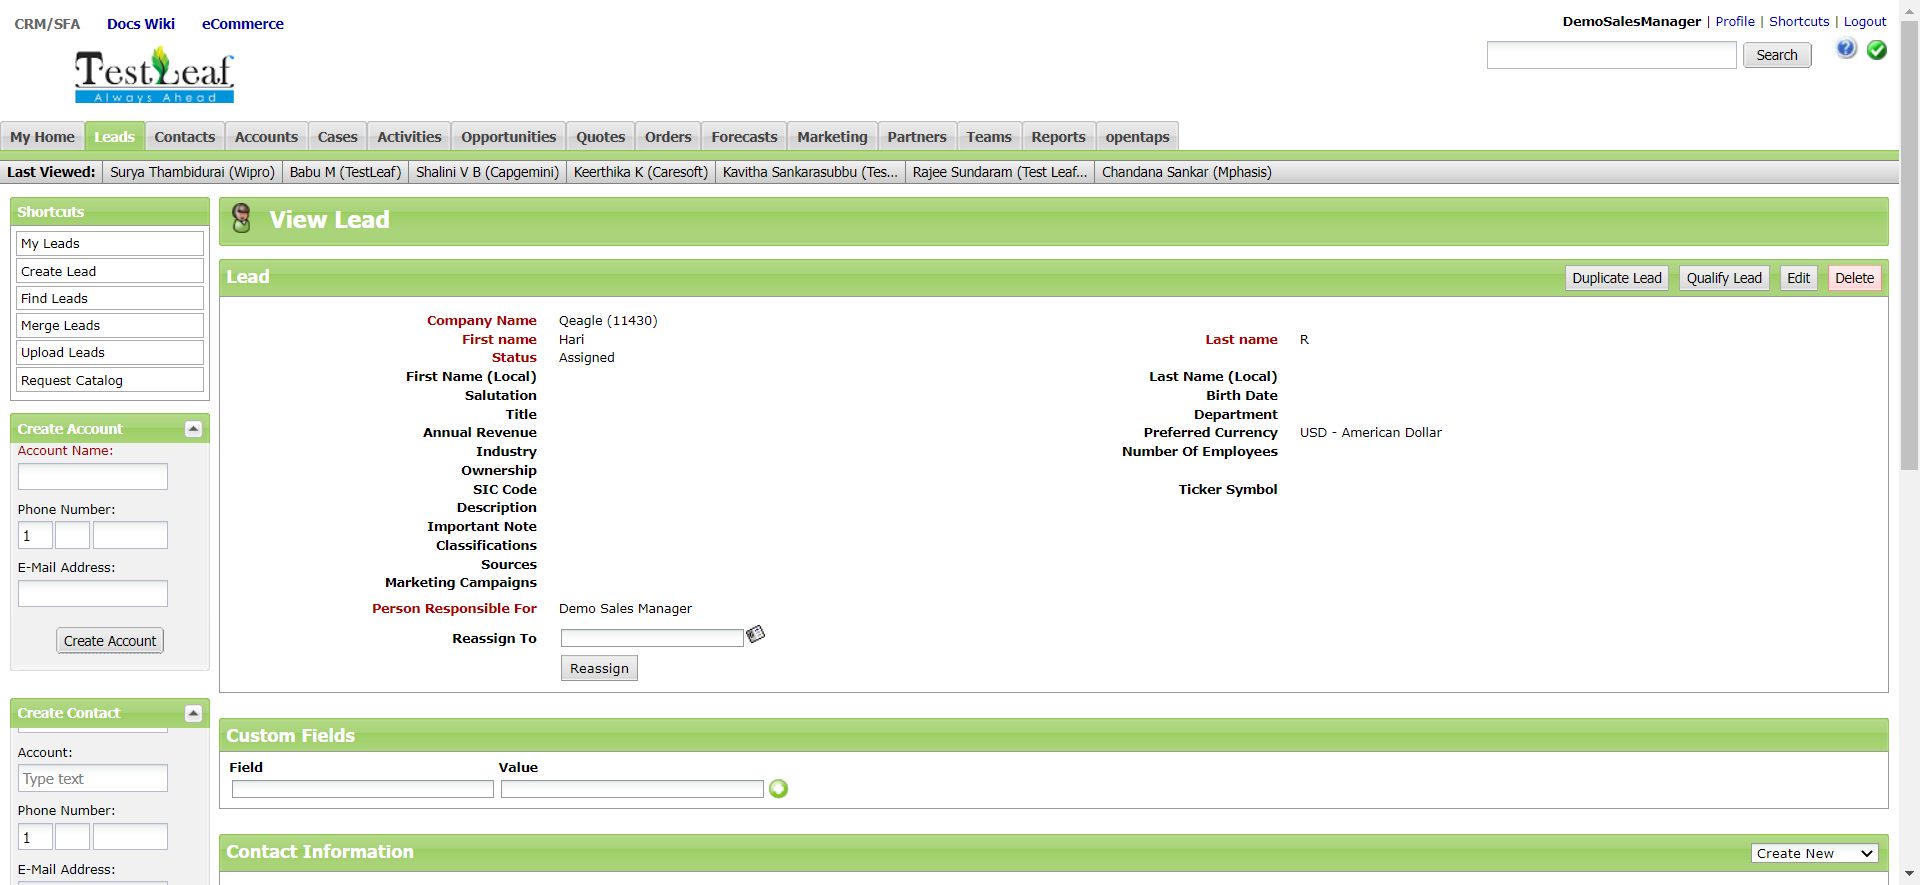 CRM/SFA Docs Wiki eCommerce
DemoSalesManager | Profile | Shortcuts | Logout
TestLeaf
Always Ahead
Search
My Home Leads Contacts Accounts Cases Activities Opportunities Quotes Orders Forecasts Marketing Partners Teams Reports opentaps
Last Viewed: Surya Thambidurai (Wipro) Babu M (TestLeaf) Shalini V B (Capgemini) Keerthika K (Caresoft) Kavitha Sankarasubbu (Tes... Rajee Sundaram (Test Leaf... Chandana Sankar (Mphasis)
Shortcuts
My Leads
Create Lead
Find Leads
Merge Leads
Upload Leads
Request Catalog
Create Account
Account Name:
Phone Number:
1
E-Mail Address:
Create Account
Create Contact
Account:
Type text
Phone Number:
1
E-Mail Address:
View Lead
Lead Duplicate Lead Qualify Lead Edit Delete
Company Name Qeagle (11430)
First name Hari Last name R
Status Assigned
First Name (Local) Last Name (Local)
Salutation Birth Date
Title Department
Annual Revenue Preferred Currency USD - American Dollar
Industry Number Of Employees
Ownership
SIC Code Ticker Symbol
Description
Important Note
Classifications
Sources
Marketing Campaigns
Person Responsible For Demo Sales Manager
Reassign To
Reassign
Custom Fields
Field Value
Contact Information Create New